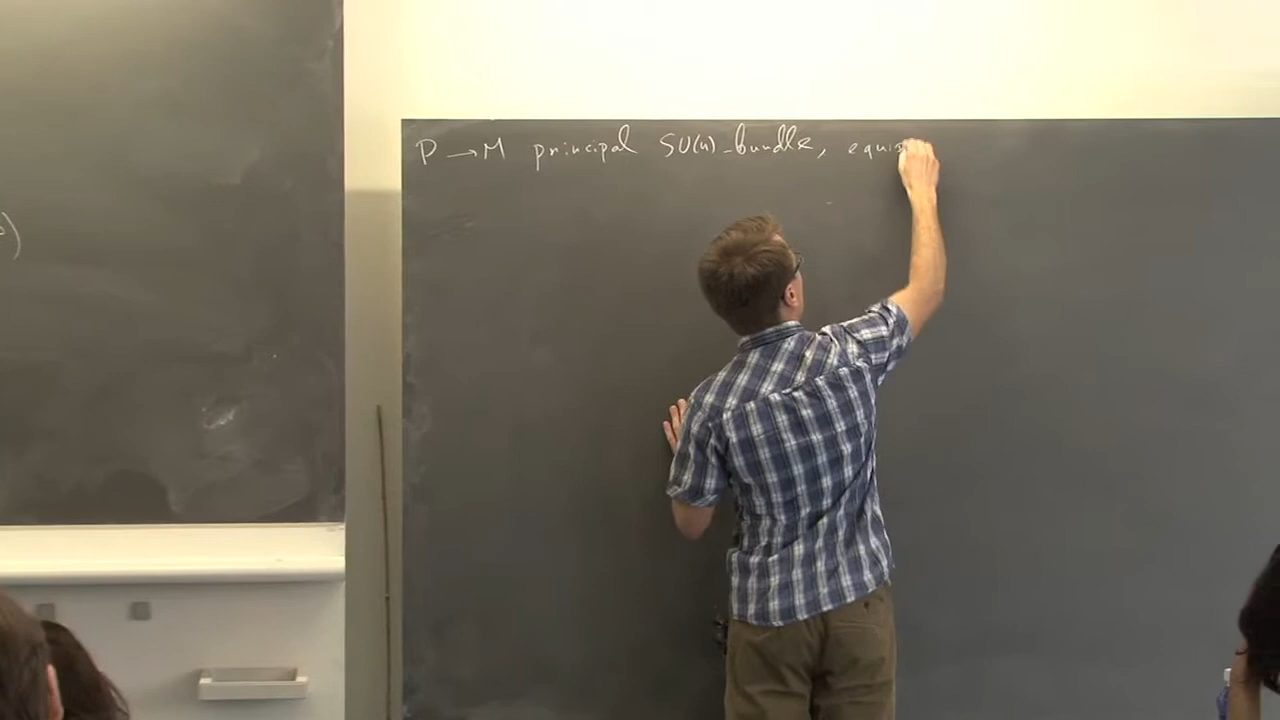 P → M principal SU(n)-bundle, equi